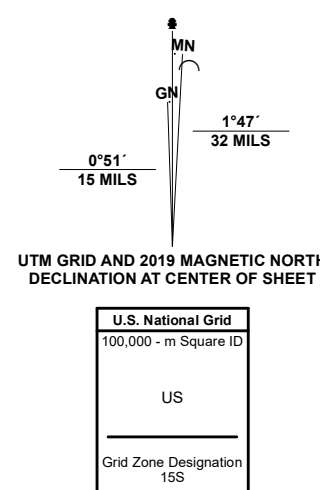 MN
GN
1°47´
32 MILS
0°51´
15 MILS
UTM GRID AND 2019 MAGNETIC NORTH
DECLINATION AT CENTER OF SHEET
U.S. National Grid
100,000 - m Square ID
US
Grid Zone Designation
15S